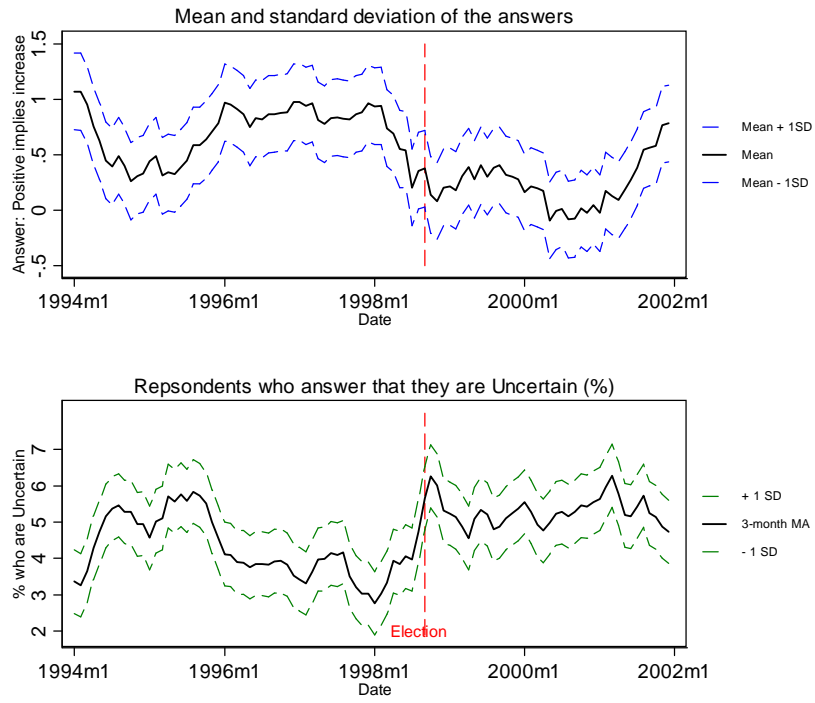 Mean and standard deviation of the answers
Answer: Positive implies increase
1.5
1
.5
0
-.5
1994m1
1996m1
1998m1
2000m1
2002m1
Date
Mean + 1SD
Mean
Mean - 1SD
Repsondents who answer that they are Uncertain (%)
% who are Uncertain
7
6
5
4
3
2
Election
1994m1
1996m1
1998m1
2000m1
2002m1
Date
+ 1 SD
3-month MA
- 1 SD